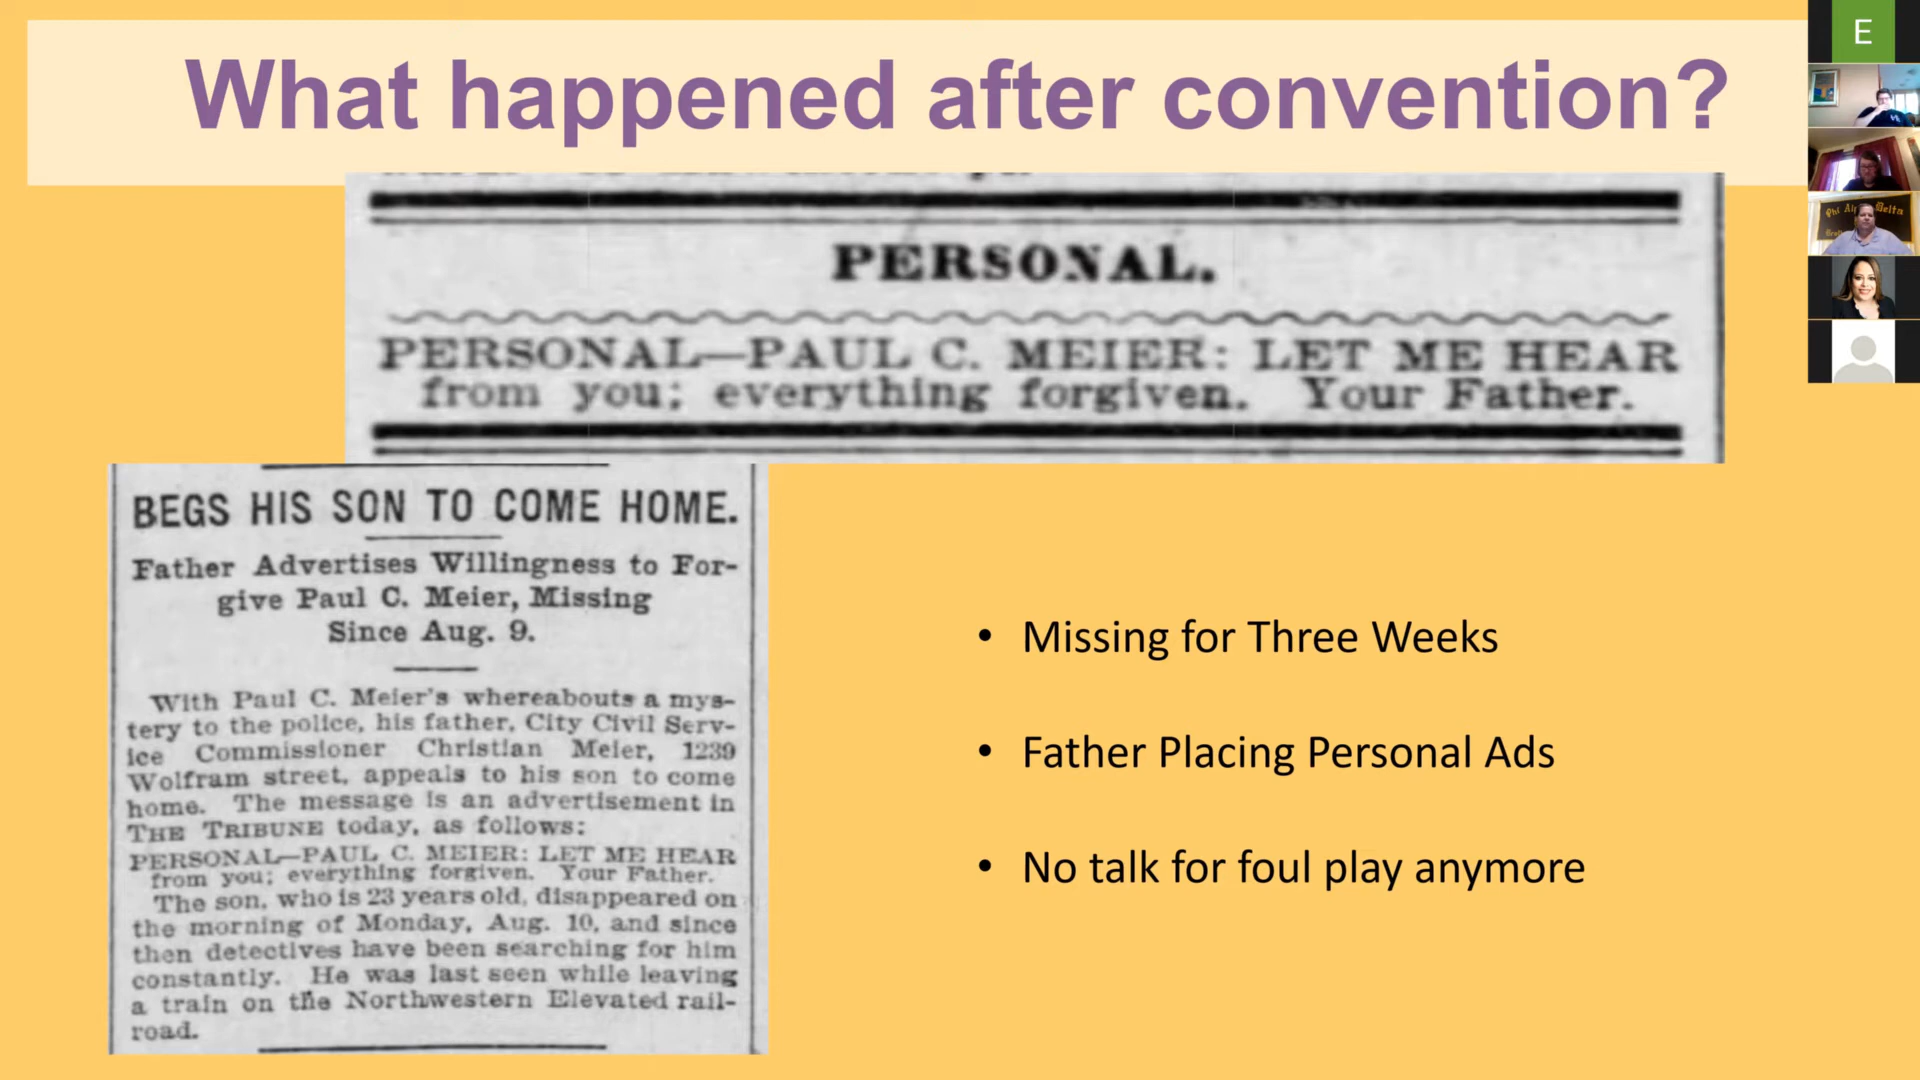 What happened after convention?
E
Phi Al Delta
PERSONAL.
PERSONAL—PAUL C. MEIER: LET ME HEAR
from you; everything forgiven. Your Father.
BEGS HIS SON TO COME HOME.
Father Advertises Willingness to For-
give Paul C. Meier, Missing
Since Aug. 9.
With Paul C. Meier's whereabouts a mys-
tery to the police, his father, City Civil Serv-
ice Commissioner Christian Meier, 1239
Wolfram street, appeals to his son to come
home. The message is an advertisement in
THE TRIBUNE today, as follows:
PERSONAL—PAUL C. MEIER: LET ME HEAR
from you; everything forgiven. Your Father.
The son, who is 23 years old, disappeared on
the morning of Monday, Aug. 10, and since
then detectives have been searching for him
constantly. He was last seen while leaving
a train on the Northwestern Elevated rail-
road.
• Missing for Three Weeks
• Father Placing Personal Ads
• No talk for foul play anymore